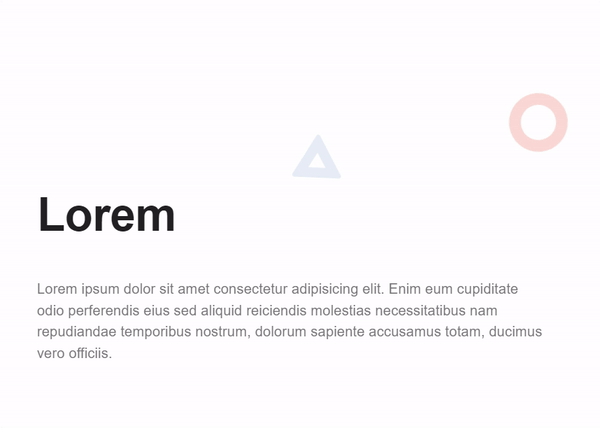 Lorem
Lorem ipsum dolor sit amet consectetur adipisicing elit. Enim eum cupiditate
odio perferendis eius sed aliquid reiciendis molestias necessitatibus nam
repudiandae temporibus nostrum, dolorum sapiente accusamus totam, ducimus
vero officiis.